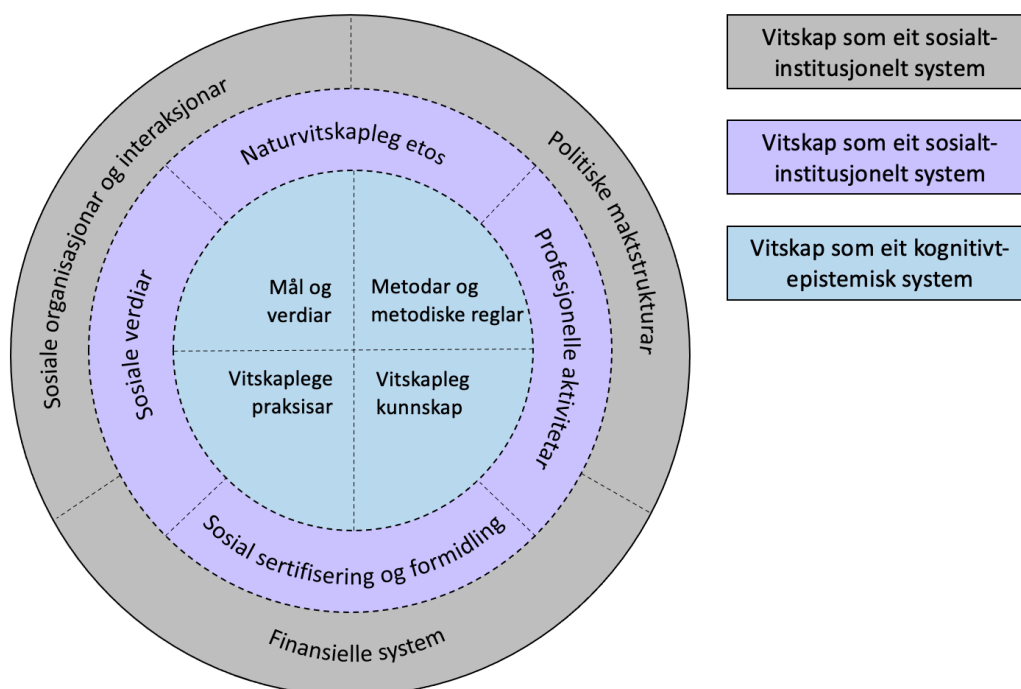 Sosiale organisasjonar og interaksjonar
Politiske maktstrukturar
Finansielle system
Naturvitskapleg etos
Profesjonelle aktivitetar
Sosial sertifisering og formidling
Sosiale verdiar
Mål og
verdiar
Metodar og
metodiske reglar
Vitskaplege
praksisar
Vitskapleg
kunnskap
Vitskap som eit sosialt-
institusjonelt system
Vitskap som eit sosialt-
institusjonelt system
Vitskap som eit kognitivt-
epistemisk system